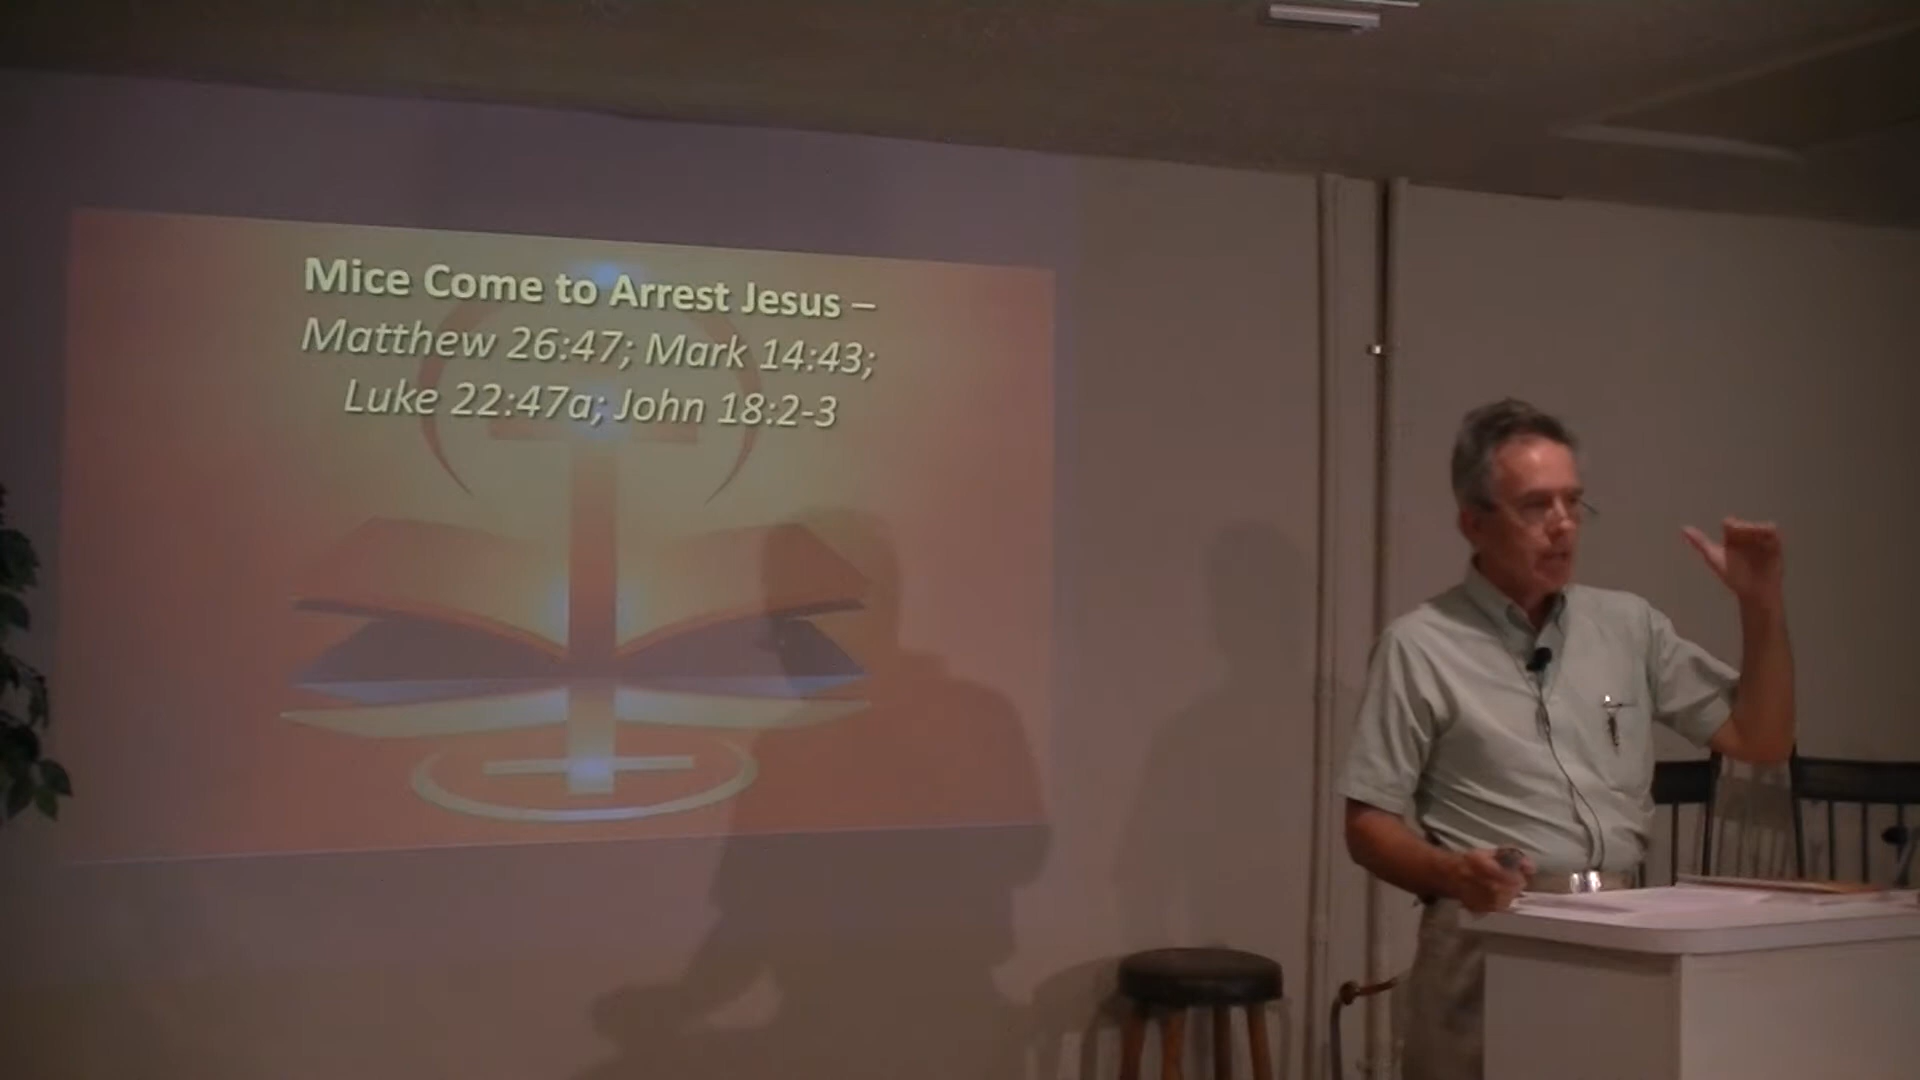 Mice Come to Arrest Jesus –
Matthew 26:47; Mark 14:43;
Luke 22:47a; John 18:2-3